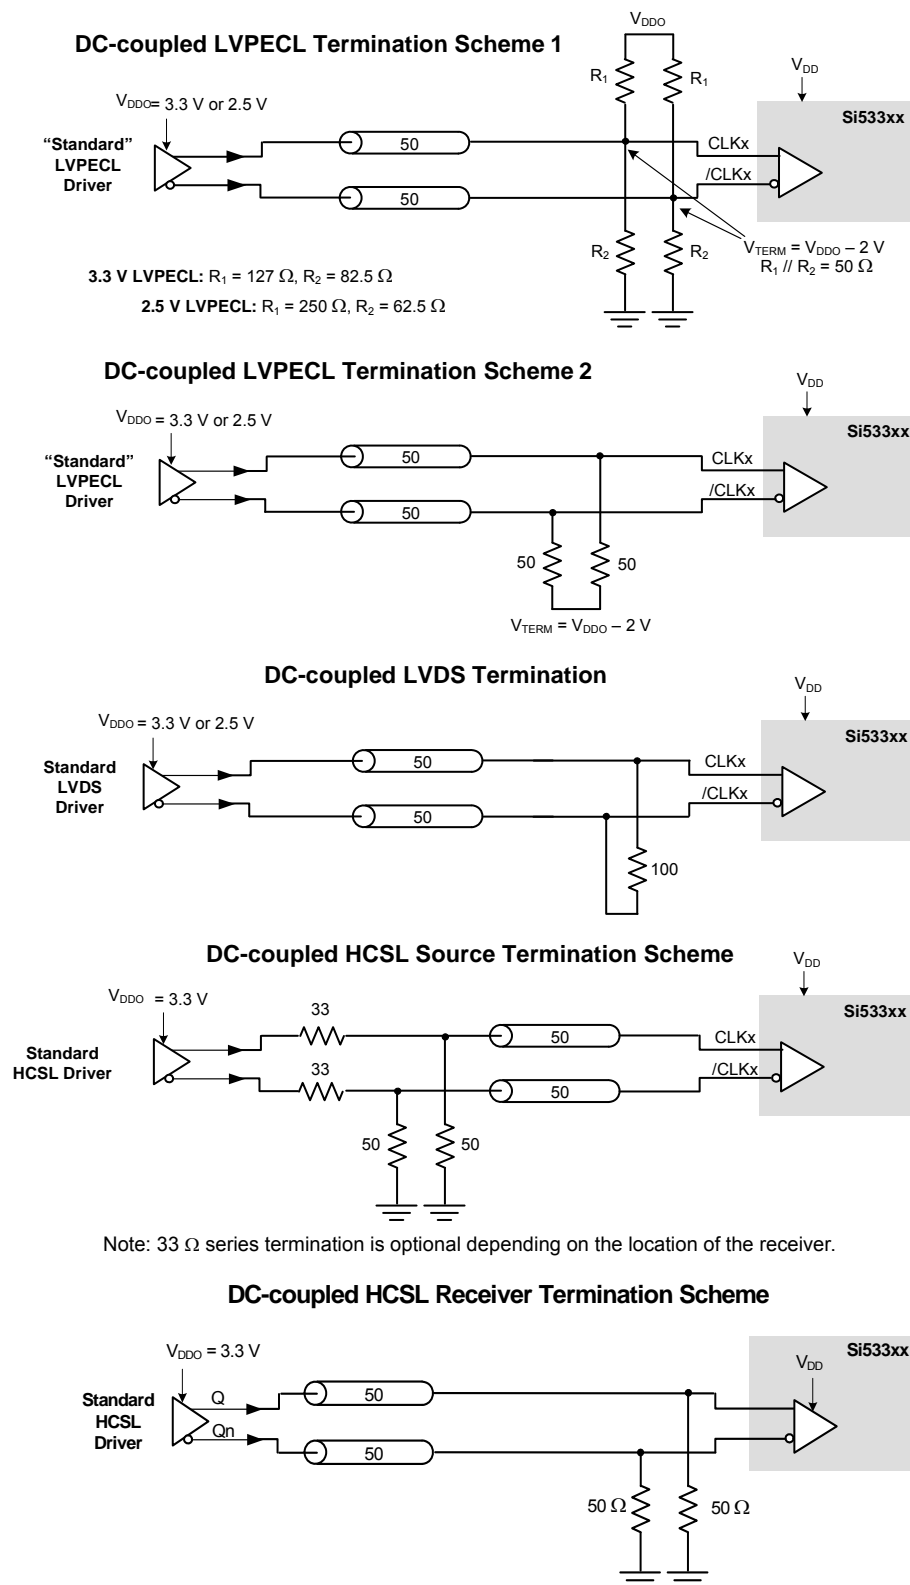 DC-coupled LVPECL Termination Scheme 1
VDDO
VDD
R1
R1
VDDO= 3.3 V or 2.5 V
Si533xx
“Standard”
LVPECL
Driver
50
CLKx
50
/CLKx
R2
R2
VTERM = VDDO – 2 V
R1 // R2 = 50 Ω
3.3 V LVPECL: R1 = 127 Ω, R2 = 82.5 Ω
2.5 V LVPECL: R1 = 250 Ω, R2 = 62.5 Ω
DC-coupled LVPECL Termination Scheme 2
VDD
VDDO = 3.3 V or 2.5 V
Si533xx
“Standard”
LVPECL
Driver
50
CLKx
50
/CLKx
50
50
VTERM = VDDO – 2 V
DC-coupled LVDS Termination
VDD
VDDO = 3.3 V or 2.5 V
Si533xx
Standard
LVDS
Driver
50
CLKx
50
/CLKx
100
DC-coupled HCSL Source Termination Scheme
VDD
VDDO = 3.3 V
Si533xx
33
Standard
HCSL Driver
50
CLKx
33
50
/CLKx
50
50
Note: 33 Ω series termination is optional depending on the location of the receiver.
DC-coupled HCSL Receiver Termination Scheme
VDDO = 3.3 V
Si533xx
VDD
Standard
HCSL
Driver
Q
50
Qn
50
50 Ω
50 Ω